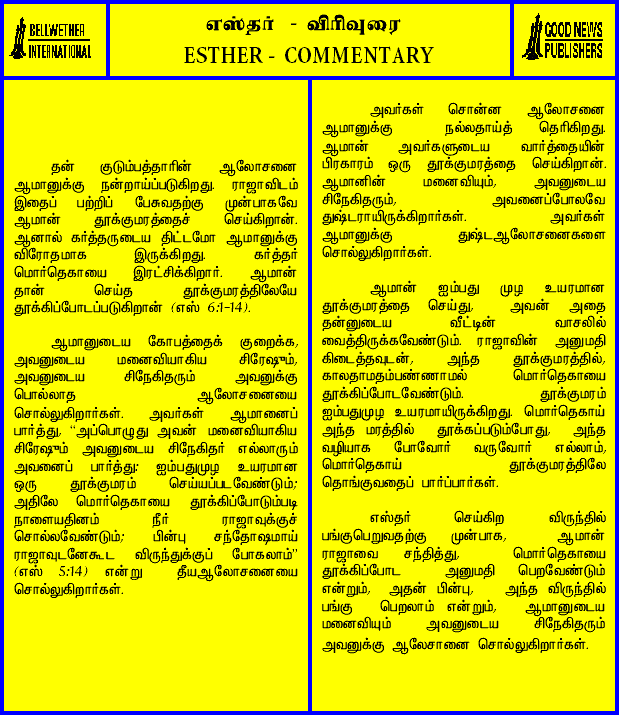 BELLWETHER
INTERNATIONAL
எஸ்தர் - விரிவுரை
ESTHER - COMMENTARY
GOOD NEWS
PUBLISHERS
தன் குடும்பத்தாரின் ஆலோசனை
ஆமானுக்கு நன்றாய்ப்படுகிறது. ராஜாவிடம்
இதைப் பற்றிப் பேசுவதற்கு முன்பாகவே
ஆமான் தூக்குமரத்தைச் செய்கிறான்.
ஆனால் கர்த்தருடைய திட்டமோ ஆமானுக்கு
விரோதமாக இருக்கிறது. கர்த்தர்
மொர்தெகாயை இரட்சிக்கிறார். ஆமான்
தான் செய்த தூக்குமரத்திலேயே
தூக்கிப்போடப்படுகிறான் (எஸ் 6:1-14).
ஆமானுடைய கோபத்தைக் குறைக்க,
அவனுடைய மனைவியாகிய சிரேஷும்,
அவனுடைய சிநேகிதரும் அவனுக்கு
பொல்லாத ஆலோசனையை
சொல்லுகிறார்கள். அவர்கள் ஆமானைப்
பார்த்து, "அப்பொழுது அவன் மனைவியாகிய
சிரேஷும் அவனுடைய சிநேகிதர் எல்லாரும்
அவனைப் பார்த்து: ஐம்பதுமுழ உயரமான
ஒரு தூக்குமரம் செய்யப்படவேண்டும்;
அதிலே மொர்தெகாயை தூக்கிப்போடும்படி
நாளையதினம் நீர் ராஜாவுக்குச்
சொல்லவேண்டும்; பின்பு சந்தோஷமாய்
ராஜாவுடனேகூட விருந்துக்குப் போகலாம்"
(எஸ் 5:14) என்று தீயஆலோசனையை
சொல்லுகிறார்கள்.
அவர்கள் சொன்ன ஆலோசனை
ஆமானுக்கு நல்லதாய்த் தெரிகிறது.
ஆமான் அவர்களுடைய வார்த்தையின்
பிரகாரம் ஒரு தூக்குமரத்தை செய்கிறான்.
ஆமானின் மனைவியும், அவனுடைய
சிநேகிதரும், அவனைப்போலவே
துஷ்டராயிருக்கிறார்கள். அவர்கள்
ஆமானுக்கு துஷ்டஆலோசனைகளை
சொல்லுகிறார்கள்.
ஆமான் ஐம்பது முழ உயரமான
தூக்குமரத்தை செய்து, அவன் அதை
தன்னுடைய வீட்டின் வாசலில்
வைத்திருக்கவேண்டும். ராஜாவின் அனுமதி
கிடைத்தவுடன், அந்த தூக்குமரத்தில்,
காலதாமதம்பண்ணாமல் மொர்தெகாயை
தூக்கிப்போடவேண்டும். தூக்குமரம்
ஐம்பதுமுழ உயரமாயிருக்கிறது. மொர்தெகாய்
அந்த மரத்தில் தூக்கப்படும்போது, அந்த
வழியாக போவோர் வருவோர் எல்லாம்,
மொர்தெகாய் தூக்குமரத்திலே
தொங்குவதைப் பார்ப்பார்கள்.
எஸ்தர் செய்கிற விருந்தில்
பங்குபெறுவதற்கு முன்பாக, ஆமான்
ராஜாவை சந்தித்து, மொர்தெகாயை
தூக்கிப்போட அனுமதி பெறவேண்டும்
என்றும், அதன் பின்பு, அந்த விருந்தில்
பங்கு பெறலாம் என்றும், ஆமானுடைய
மனைவியும் அவனுடைய சிநேகிதரும்
அவனுக்கு ஆலேசானை சொல்லுகிறார்கள்.